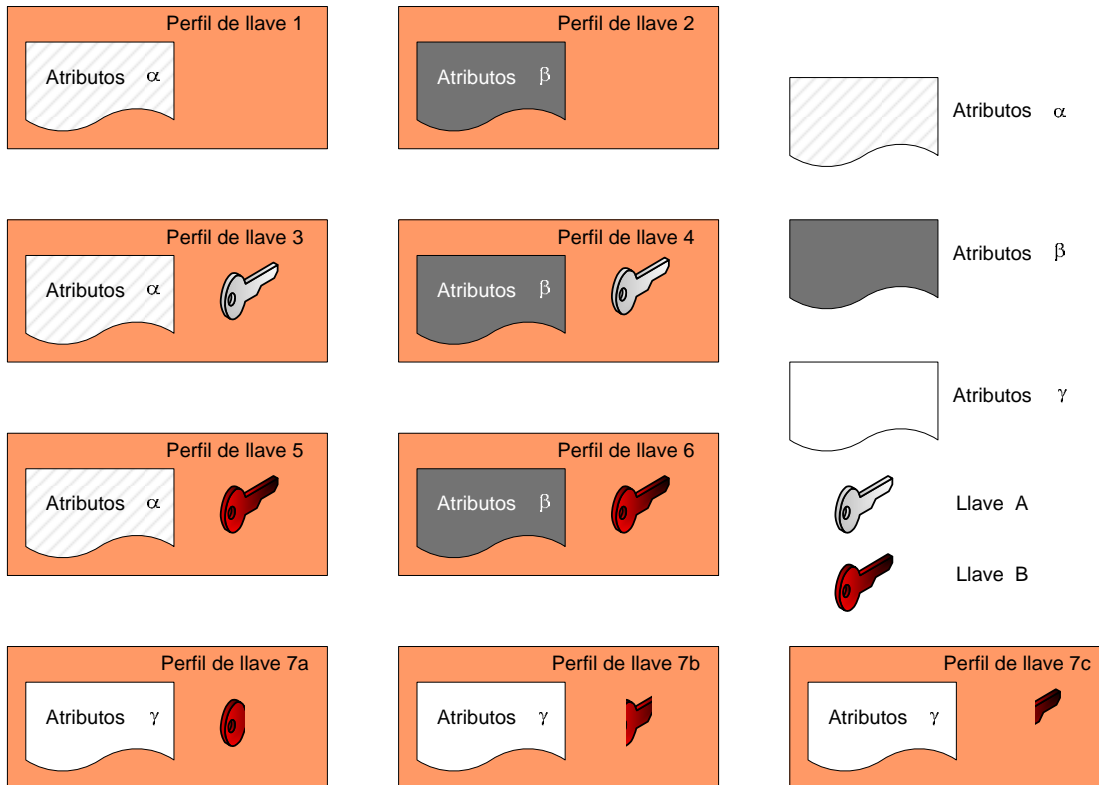 Perfil de llave 1
Atributos α
Perfil de llave 2
Atributos β
Atributos α
Perfil de llave 3
Atributos α
Perfil de llave 4
Atributos β
Atributos β
Atributos γ
Perfil de llave 5
Atributos α
Perfil de llave 6
Atributos β
Llave A
Llave B
Perfil de llave 7a
Atributos γ
Perfil de llave 7b
Atributos γ
Perfil de llave 7c
Atributos γ